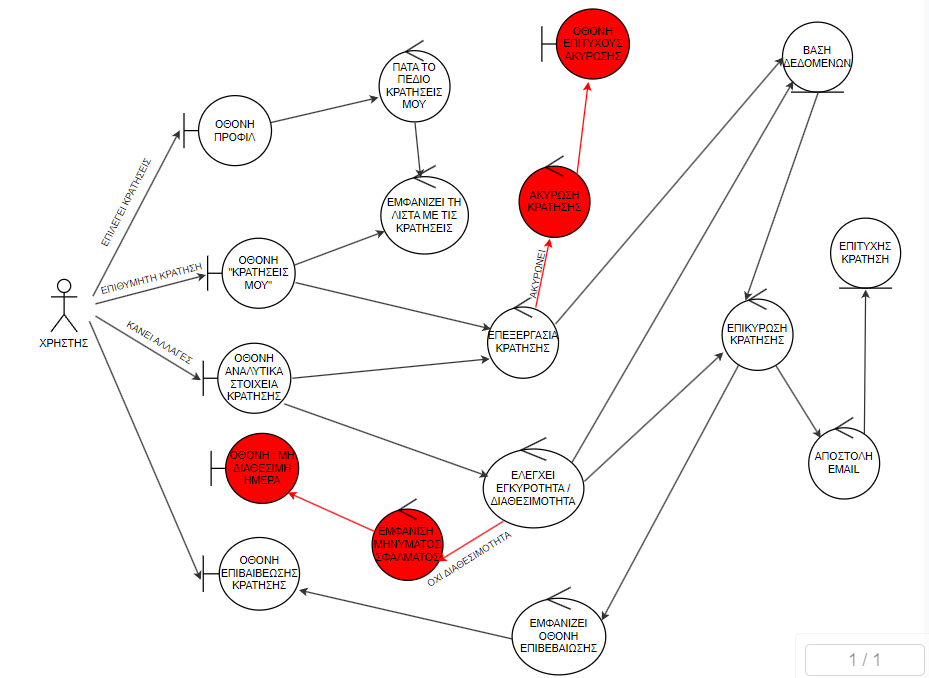 ΟΘΟΝΗ
ΕΠΙΤΥΧΟΥΣ
ΑΚΥΡΩΣΗΣ
ΒΑΣΗ
ΔΕΔΟΜΕΝΩΝ
ΠΑΤΑ ΤΟ
ΠΕΔΙΟ
ΚΡΑΤΗΣΕΙΣ
ΜΟΥ
ΟΘΟΝΗ
ΠΡΟΦΙΛ
ΕΠΙΛΕΓΕΙ ΚΡΑΤΗΣΕΙΣ
ΑΚΥΡΩΣΗ
ΚΡΑΤΗΣΗΣ
ΕΜΦΑΝΙΖΕΙ ΤΗ
ΛΙΣΤΑ ΜΕ ΤΙΣ
ΚΡΑΤΗΣΕΙΣ
ΕΠΙΤΥΧΗΣ
ΚΡΑΤΗΣΗ
ΟΘΟΝΗ
"ΚΡΑΤΗΣΕΙΣ
ΜΟΥ"
ΕΠΙΘΥΜΗΤΗ ΚΡΑΤΗΣΗ
ΑΚΥΡΩΝΕΙ
ΧΡΗΣΤΗΣ
ΚΑΝΕΙ ΑΛΛΑΓΕΣ
ΕΠΕΞΕΡΓΑΣΙΑ
ΚΡΑΤΗΣΗΣ
ΕΠΙΚΥΡΩΣΗ
ΚΡΑΤΗΣΗΣ
ΟΘΟΝΗ
ΑΝΑΛΥΤΙΚΑ
ΣΤΟΙΧΕΙΑ
ΚΡΑΤΗΣΗΣ
ΟΘΟΝΗ : ΜΗ
ΔΙΑΘΕΣΙΜΗ
ΗΜΕΡΑ
ΕΛΕΓΧΕΙ
ΕΓΚΥΡΟΤΗΤΑ /
ΔΙΑΘΕΣΙΜΟΤΗΤΑ
ΑΠΟΣΤΟΛΗ
EMAIL
ΕΜΦΑΝΙΣΗ
ΜΗΝΥΜΑΤΟΣ
ΣΦΑΛΜΑΤΟΣ
ΟΧΙ ΔΙΑΘΕΣΙΜΟΤΗΤΑ
ΟΘΟΝΗ
ΕΠΙΒΑΙΒΕΩΣΗΣ
ΚΡΑΤΗΣΗΣ
ΕΜΦΑΝΙΖΕΙ
ΟΘΟΝΗ
ΕΠΙΒΕΒΑΙΩΣΗΣ
1 / 1